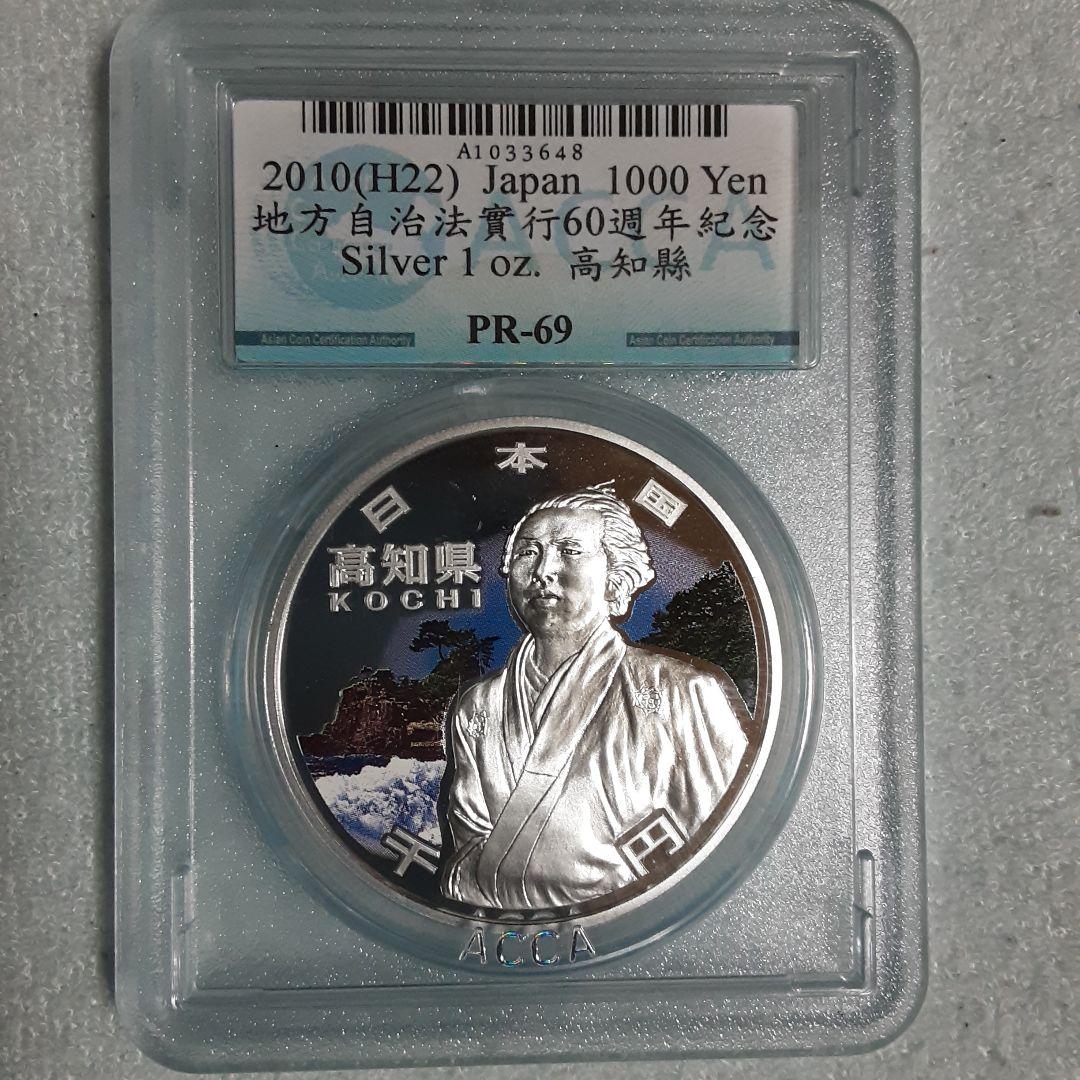 A1033648
2010(H22) Japan 1000 Yen
地方自治法實行60週年紀念
Silver 1 oz. 高知縣
PR-69
Asian Coin Certification Authority
Asian Coin Certification Authority
ACCA
日本国
高知県
KOCHI
千円
ACCA